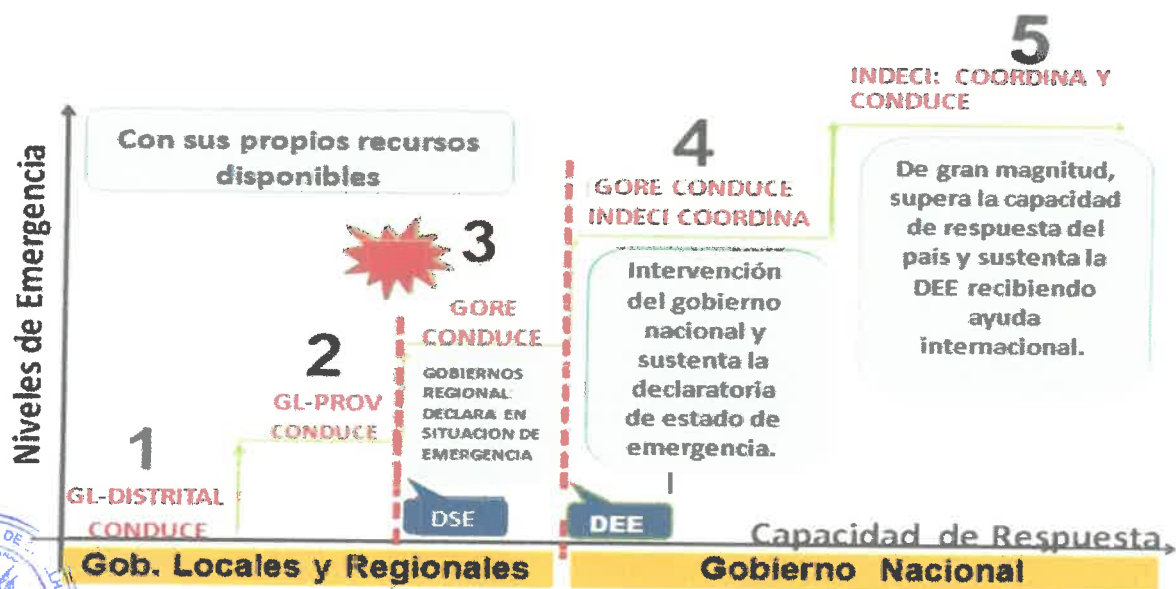 5
INDECI: COORDINA Y
CONDUCE
Con sus propios recursos
disponibles
4
GORE CONDUCE
INDECI COORDINA
De gran magnitud,
supera la capacidad
de respuesta del
país y sustenta la
DEE recibiendo
ayuda
internacional.
3
GORE
CONDUCE
Intervención
del gobierno
nacional y
sustenta la
declaratoria
de estado de
emergencia.
2
GL-PROV
CONDUCE
GOBIERNOS
REGIONAL
DECLARA EN
SITUACION DE
EMERGENCIA
1
GL-DISTRITAL
CONDUCE
Niveles de Emergencia
DSE
DEE
Capacidad de Respuesta
Gob. Locales y Regionales
Gobierno Nacional
DE